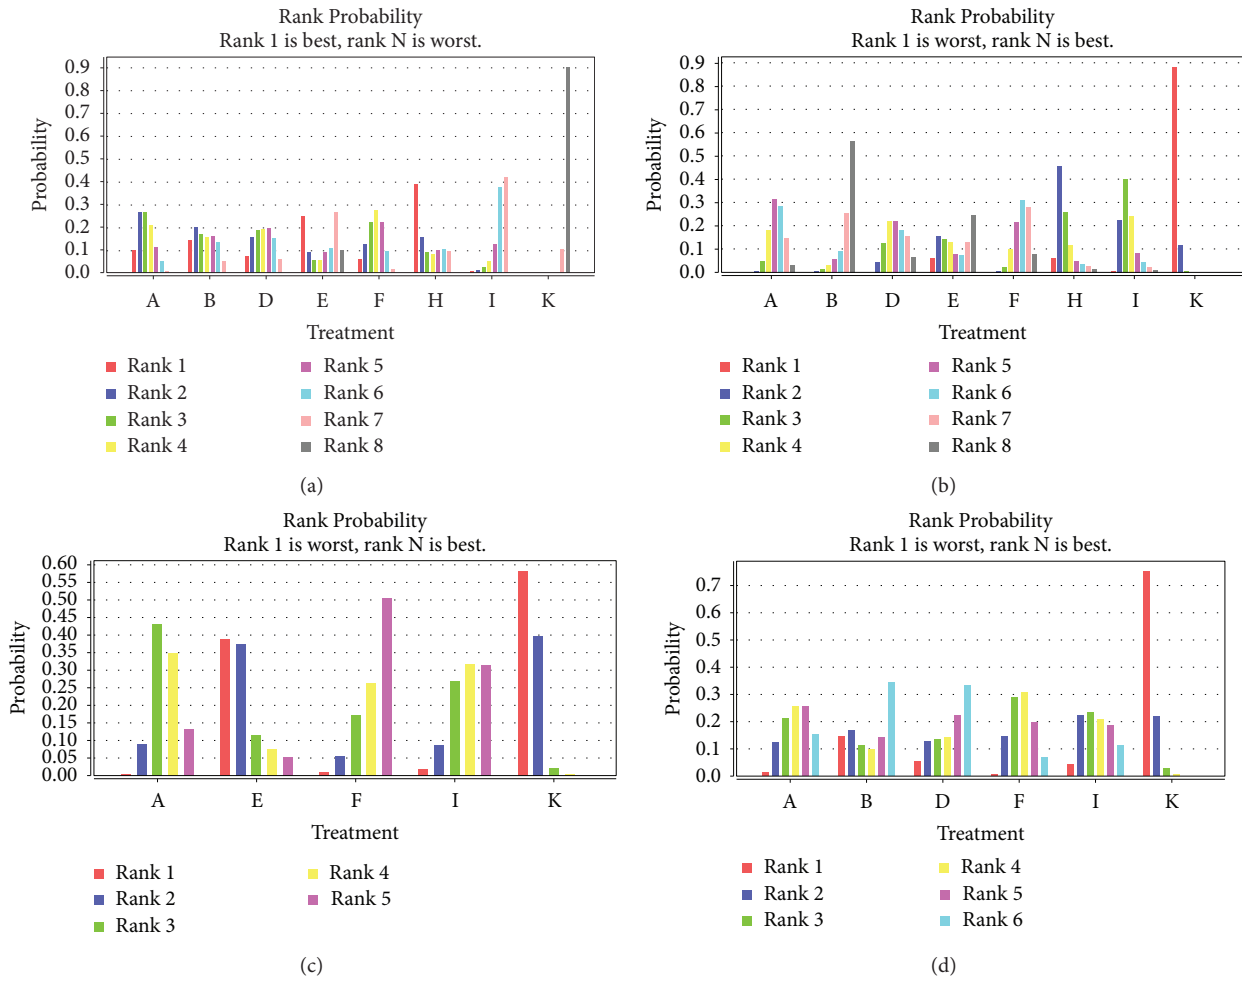 Rank Probability
Rank 1 is best, rank N is worst.
0.9
0.8
0.7
0.6
0.5
0.4
0.3
0.2
0.1
0.0
Probability
A B D E F H I K
Treatment
Rank 1 Rank 5
Rank 2 Rank 6
Rank 3 Rank 7
Rank 4 Rank 8
(a)
Rank Probability
Rank 1 is worst, rank N is best.
0.9
0.8
0.7
0.6
0.5
0.4
0.3
0.2
0.1
0.0
Probability
A B D E F H I K
Treatment
Rank 1 Rank 5
Rank 2 Rank 6
Rank 3 Rank 7
Rank 4 Rank 8
(b)
Rank Probability
Rank 1 is worst, rank N is best.
0.60
0.55
0.50
0.45
0.40
0.35
0.30
0.25
0.20
0.15
0.10
0.05
0.00
Probability
A E F I K
Treatment
Rank 1 Rank 4
Rank 2 Rank 5
Rank 3
(c)
Rank Probability
Rank 1 is worst, rank N is best.
0.7
0.6
0.5
0.4
0.3
0.2
0.1
0.0
Probability
A B D F I K
Treatment
Rank 1 Rank 4
Rank 2 Rank 5
Rank 3 Rank 6
(d)